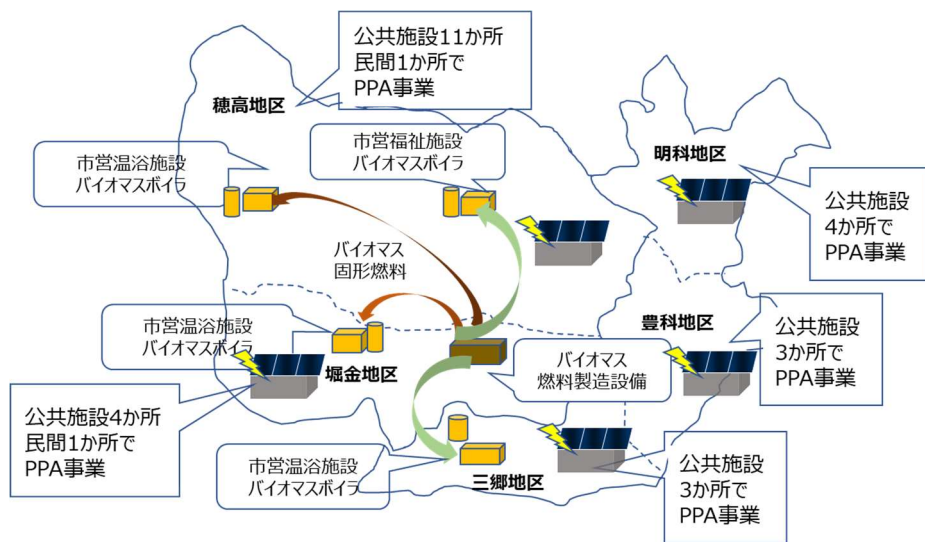 公共施設11か所
民間1か所で
PPA事業
穂高地区
市営温浴施設
バイオマスボイラ
市営福祉施設
バイオマスボイラ
明科地区
公共施設
4か所で
PPA事業
バイオマス
固形燃料
市営温浴施設
バイオマスボイラ
豊科地区
公共施設
3か所で
PPA事業
堀金地区
バイオマス
燃料製造設備
公共施設4か所
民間1か所で
PPA事業
市営温浴施設
バイオマスボイラ
三郷地区
公共施設
3か所で
PPA事業